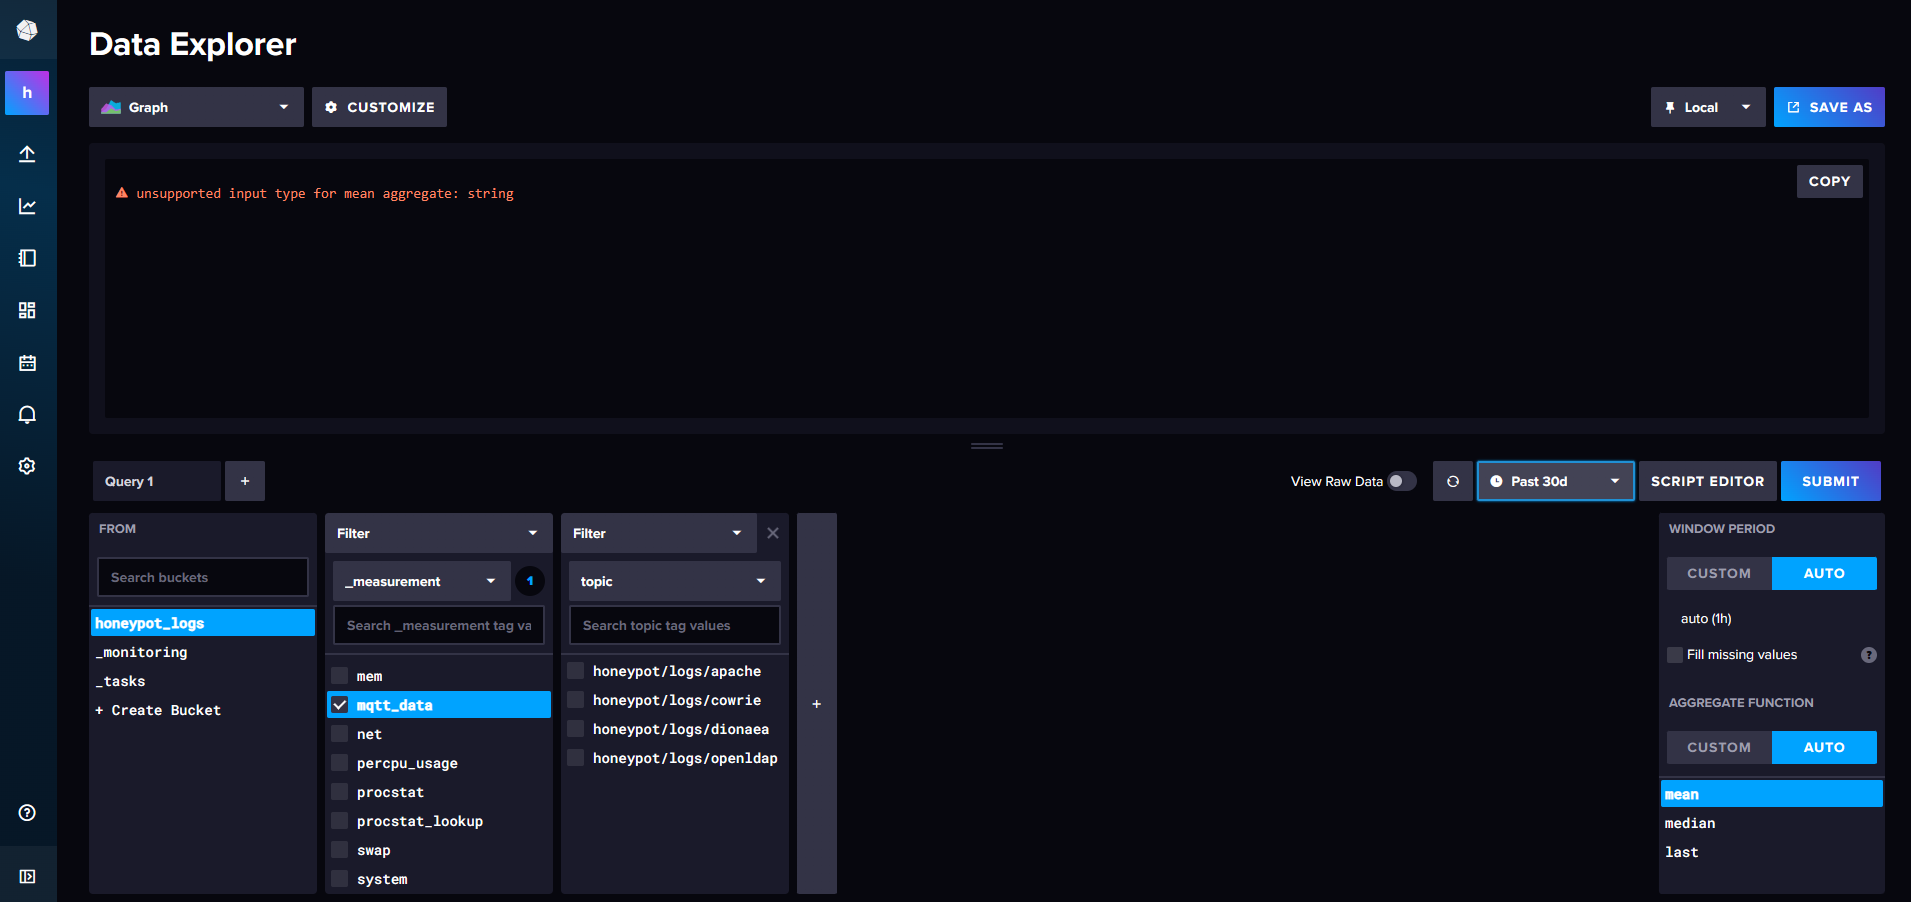 Data Explorer
h
Graph
CUSTOMIZE
Local
SAVE AS
unsupported input type for mean aggregate: string
COPY
Query 1
+
View Raw Data
Past 30d
SCRIPT EDITOR
SUBMIT
FROM
Search buckets
honeypot_logs
_monitoring
_tasks
+ Create Bucket
Filter
_measurement
1
Search _measurement tag va
mem
mqtt_data
net
percpu_usage
procstat
procstat_lookup
swap
system
Filter
topic
Search topic tag values
honeypot/logs/apache
honeypot/logs/cowrie
honeypot/logs/dionaea
honeypot/logs/openldap
+
WINDOW PERIOD
CUSTOM
AUTO
auto (1h)
Fill missing values
?
AGGREGATE FUNCTION
CUSTOM
AUTO
mean
median
last